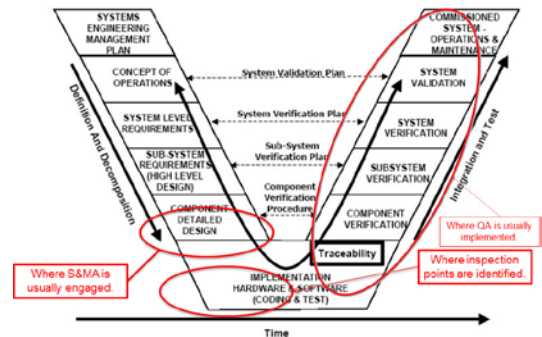 SYSTEMS
ENGINEERING
MANAGEMENT
PLAN
CONCEPT OF
OPERATIONS
SYSTEM LEVEL
REQUIREMENTS
SUB-SYSTEM
REQUIREMENTS
(HIGH LEVEL
DESIGN)
COMPONENT
DETAILED
DESIGN
Definition And Decomposition
System Validation Plan
System Verification Plan
Sub-System
Verification Plan
Component
Verification
Procedure
COMMISSIONED
SYSTEM -
OPERATIONS &
MAINTENANCE
SYSTEM
VALIDATION
SYSTEM
VERIFICATION
SUBSYSTEM
VERIFICATION
COMPONENT
VERIFICATION
Integration and Test
Traceability
IMPLEMENTATION
HARDWARE & SOFTWARE
(CODING & TEST)
Where S&MA is
usually engaged.
Where QA is usually
implemented
Where inspection
points are identified.
Time